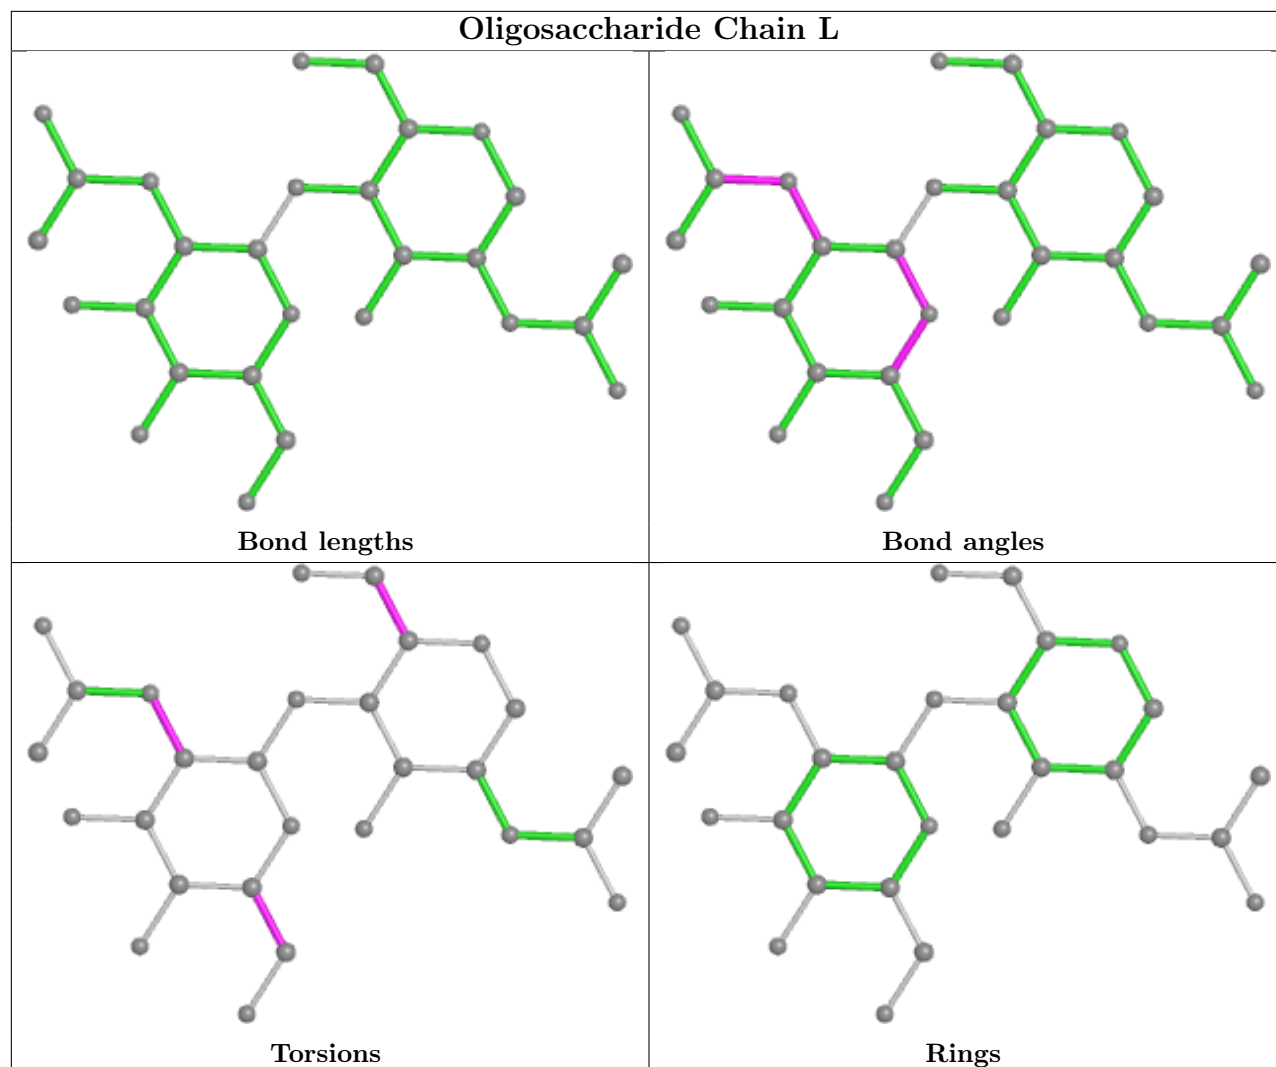 Oligosaccharide Chain L
Bond lengths
Bond angles
Torsions
Rings